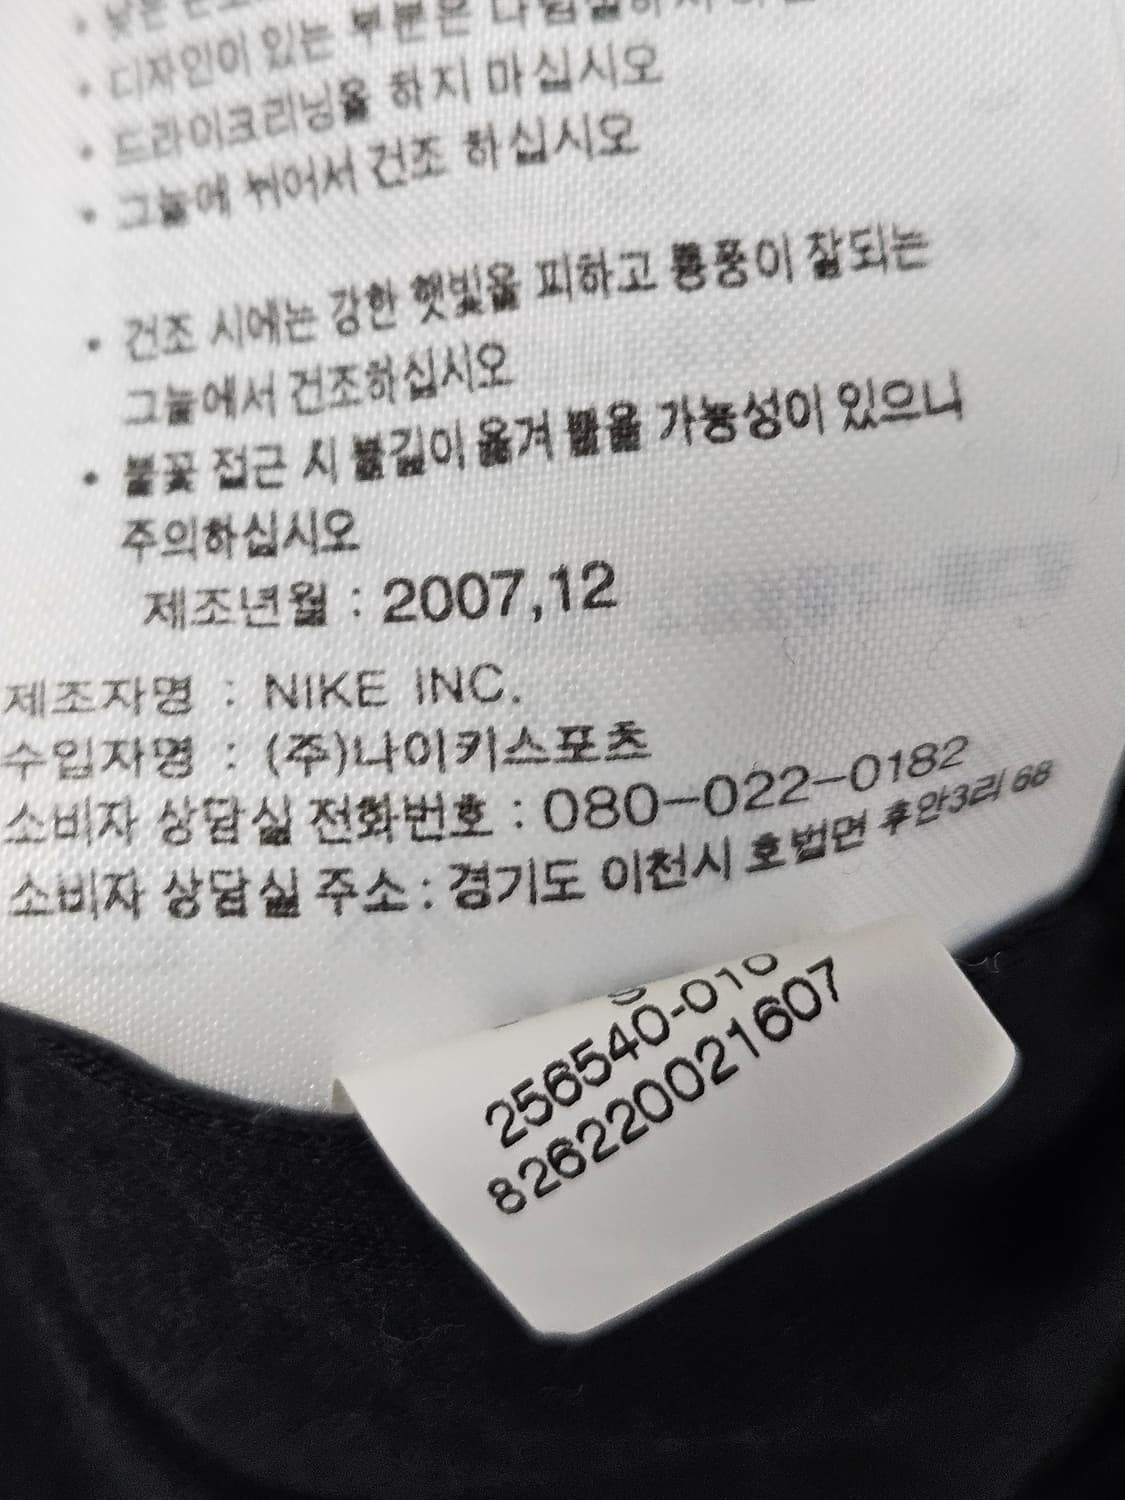 • 디자인이 있는 부분은 다림질하지
• 드라이크리닝을 하지 마십시오
• 그늘에 뉘어서 건조 하십시오
• 건조 시에는 강한 햇빛을 피하고 통풍이 잘되는
그늘에서 건조하십시오
• 불꽃 접근 시 불길이 옮겨 붙을 가능성이 있으니
주의하십시오
제조년월 : 2007,12
제조자명 : NIKE INC.
수입자명 : (주)나이키스포츠
소비자 상담실 전화번호 : 080-022-0182
소비자 상담실 주소 : 경기도 이천시 호법면 후안3리 68
256540-010
826220021607